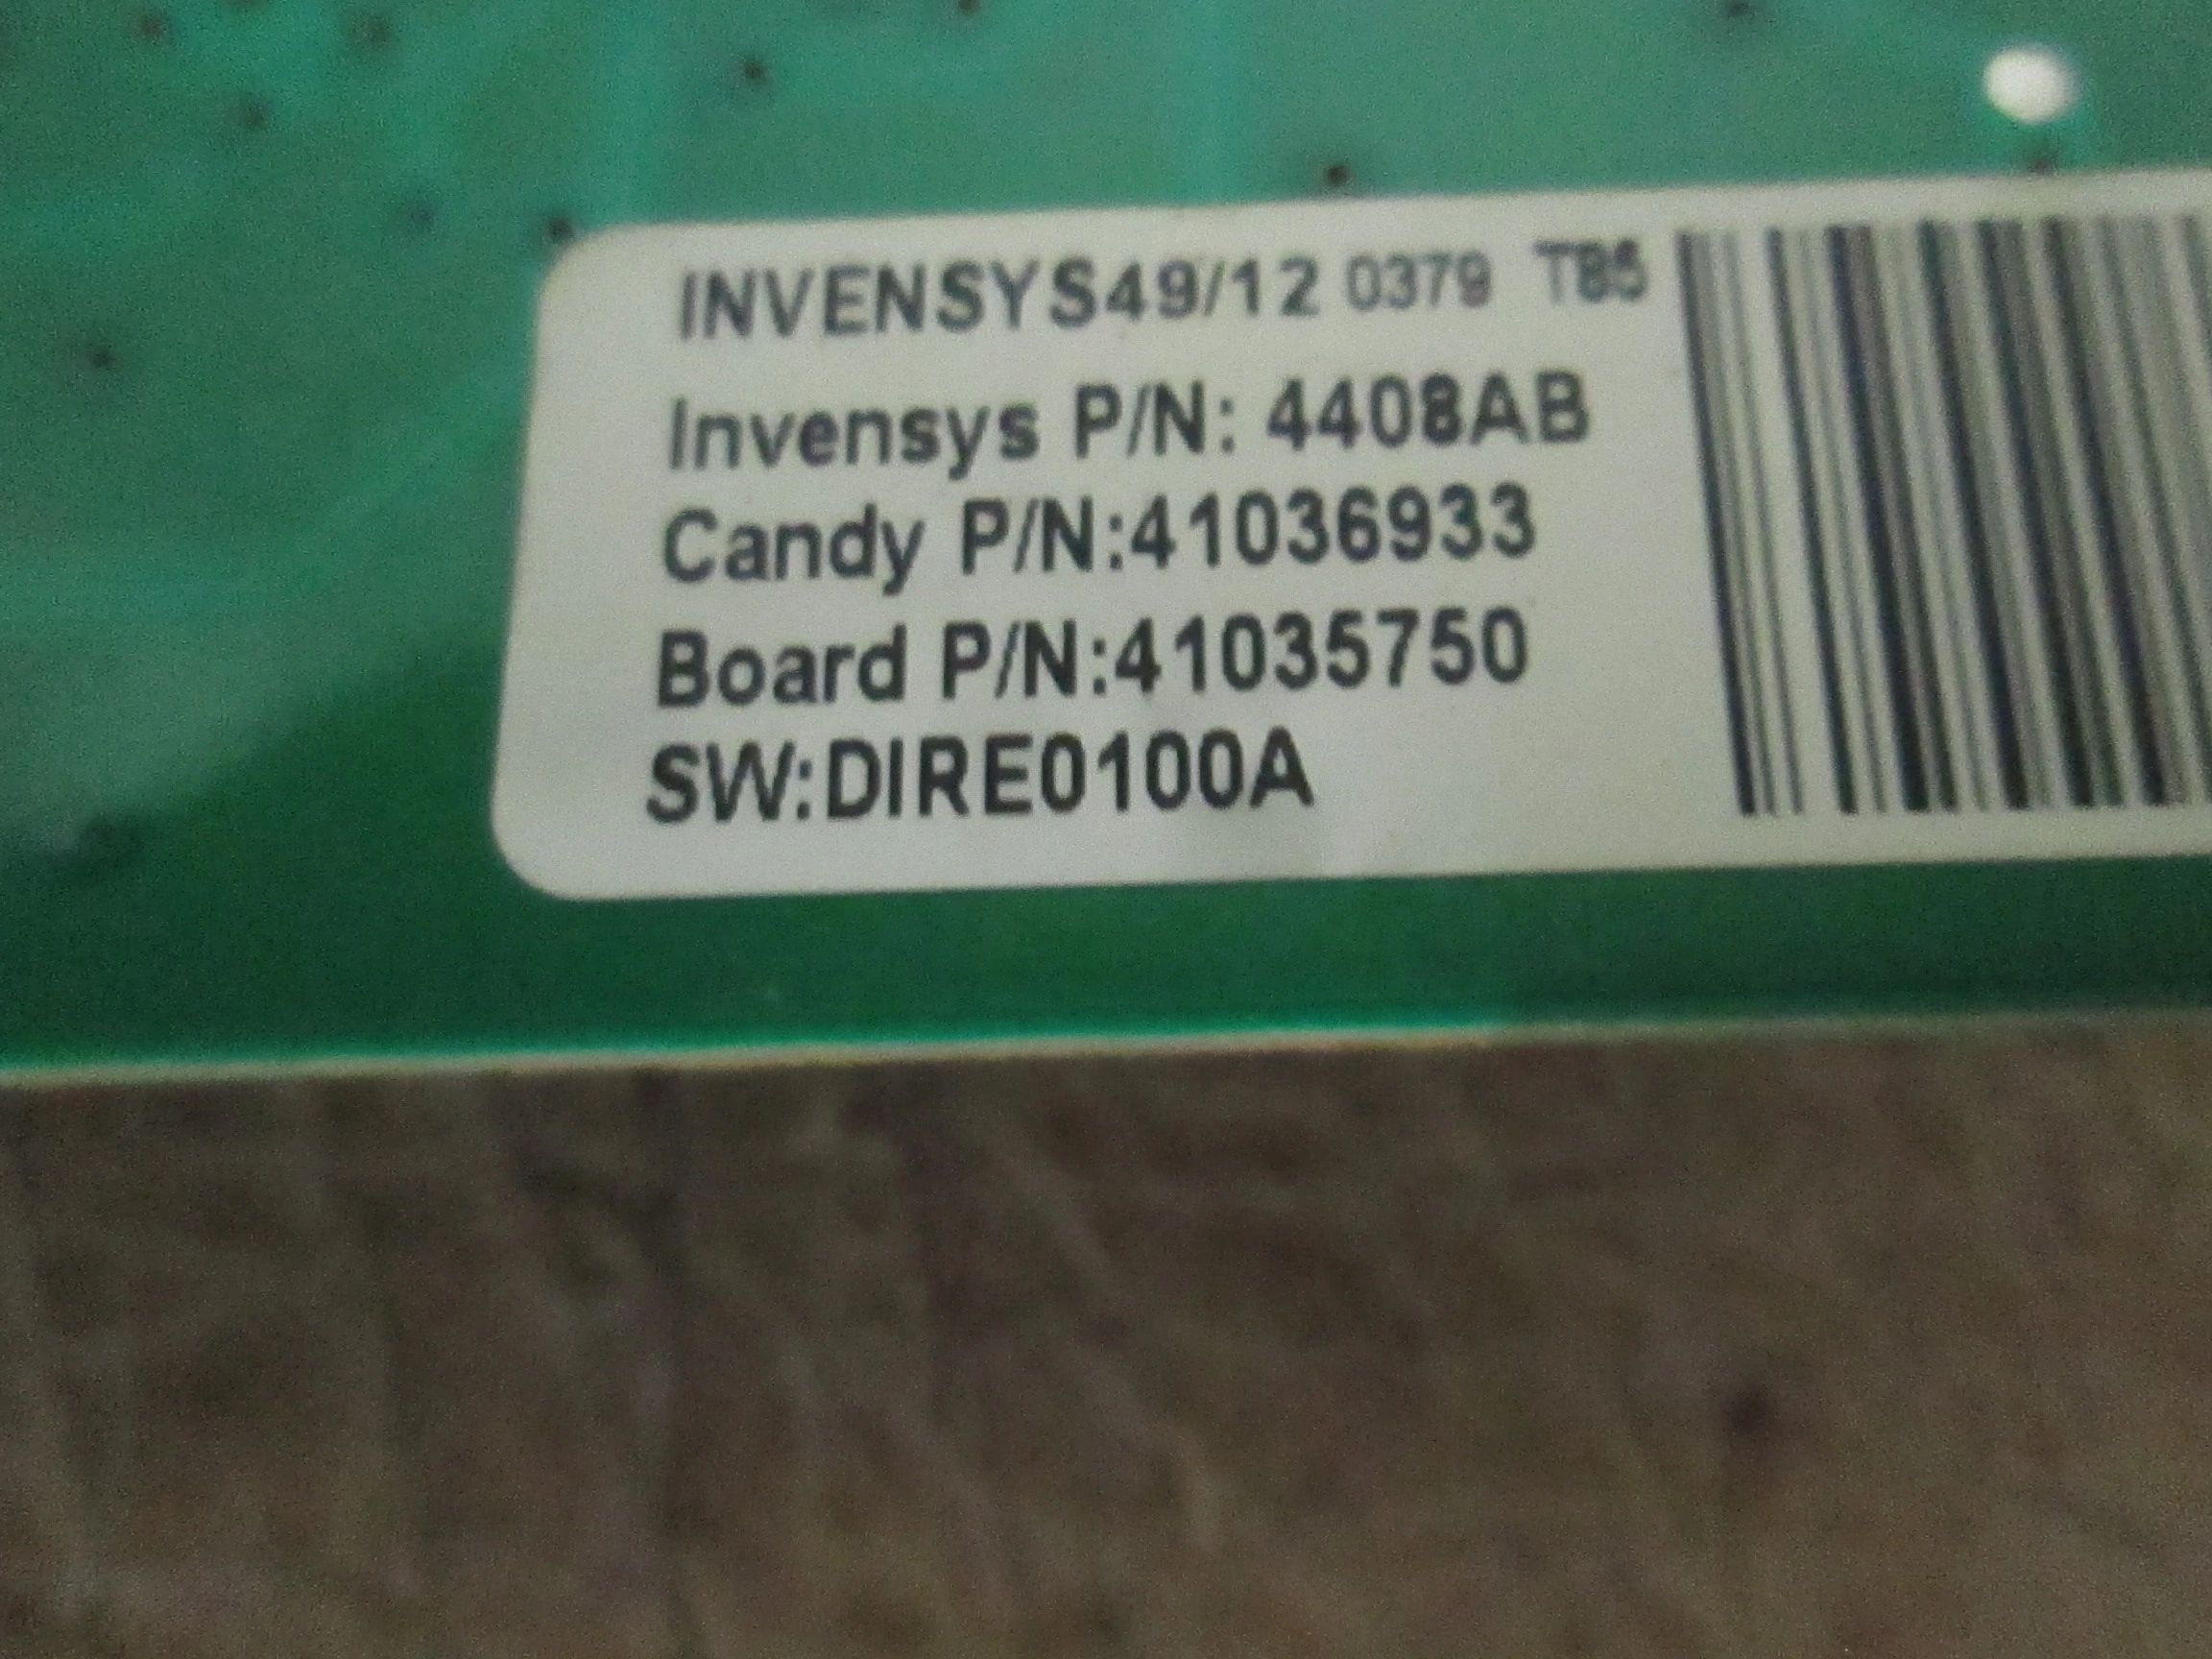 INVENSYS49/12 0379 T85
Invensys P/N: 4408AB
Candy P/N:41036933
Board P/N:41035750
SW:DIRE0100A